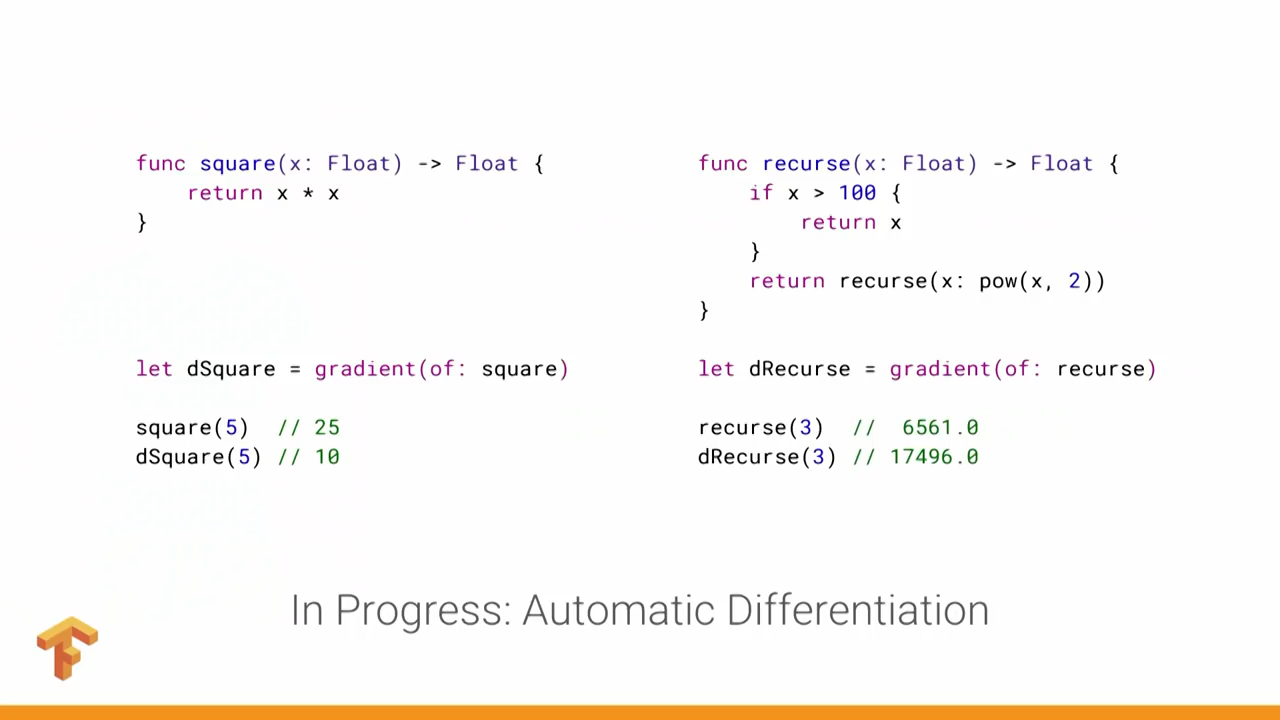 func square(x: Float) -> Float {
    return x * x
}
let dSquare = gradient(of: square)
square(5)  // 25
dSquare(5) // 10
func recurse(x: Float) -> Float {
    if x > 100 {
        return x
    }
    return recurse(x: pow(x, 2))
}
let dRecurse = gradient(of: recurse)
recurse(3)  //  6561.0
dRecurse(3) // 17496.0
In Progress: Automatic Differentiation